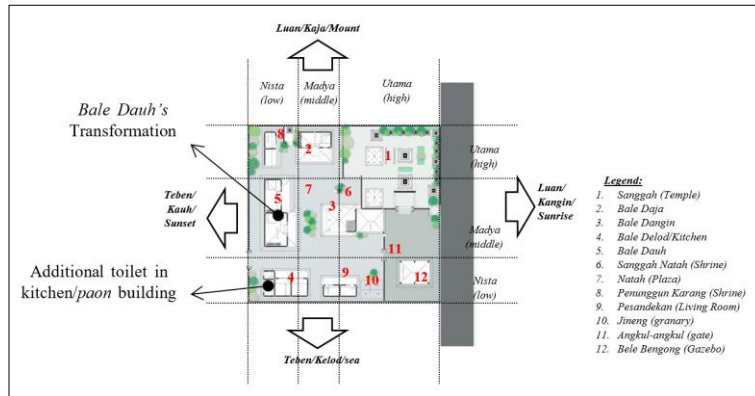 Luan/Kaja/Mount
Nista
(low)
Madya
(middle)
Utama
(high)
Bale Dauh's
Transformation
8
2
1
Utama
(high)
Teben/
Kauh/
Sunset
5
7
6
3
Luan/
Kangin/
Sunrise
Madya
(middle)
11
Additional toilet in
kitchen/paon building
4
9
10
12
Nista
(low)
Teben/Kelod/sea
Legend:
1. Sanggah (Temple)
2. Bale Daja
3. Bale Dangin
4. Bale Delod/Kitchen
5. Bale Dauh
6. Sanggah Natah (Shrine)
7. Natah (Plaza)
8. Penunggun Karang (Shrine)
9. Pesandekan (Living Room)
10. Jineng (granary)
11. Angkul-angkul (gate)
12. Bele Bengong (Gazebo)